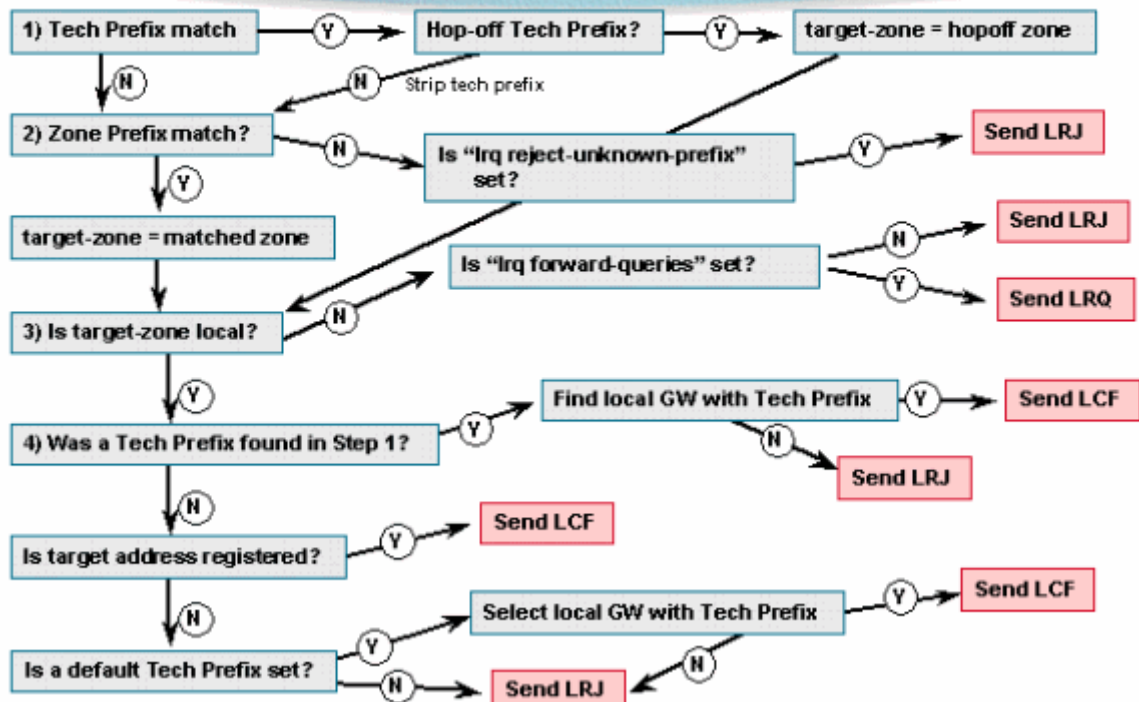 1) Tech Prefix match
Y
Hop-off Tech Prefix?
Y
target-zone = hopoff zone
N
N
Strip tech prefix
2) Zone Prefix match?
N
Is “lrq reject-unknown-prefix”
set?
Y
Send LRJ
Y
target-zone = matched zone
Is “lrq forward-queries” set?
N
Send LRJ
Y
Send LRQ
3) Is target-zone local?
N
Y
Find local GW with Tech Prefix
Y
Send LCF
4) Was a Tech Prefix found in Step 1?
Y
N
Send LRJ
N
Send LCF
Is target address registered?
Y
N
Select local GW with Tech Prefix
Y
Send LCF
Is a default Tech Prefix set?
Y
N
N
Send LRJ